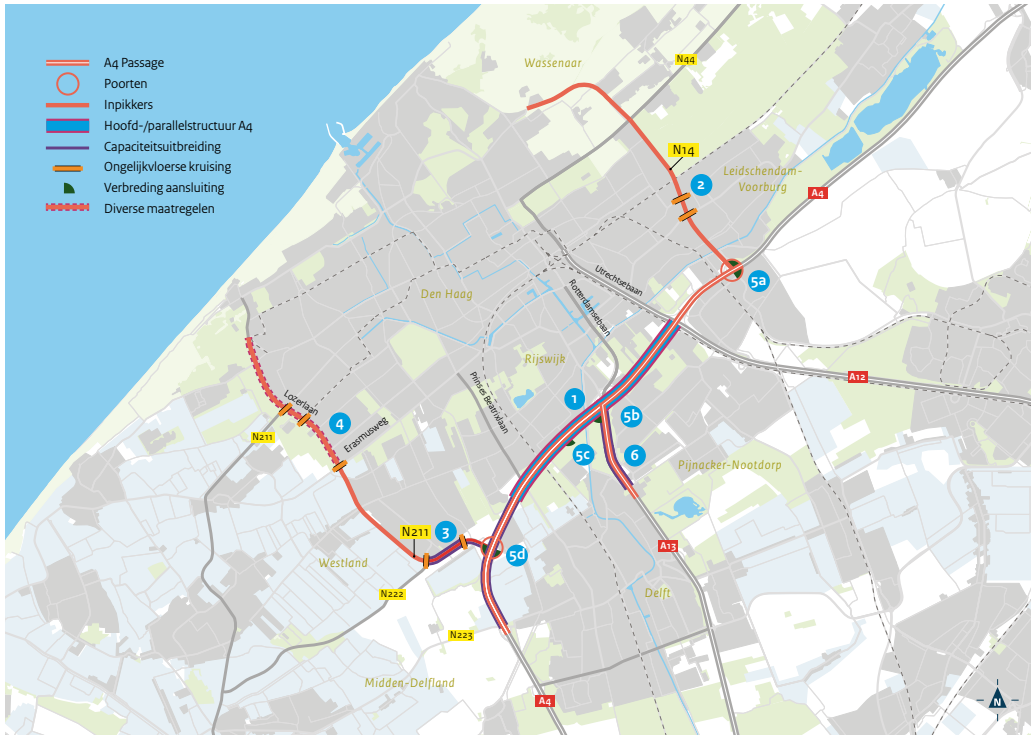 A4 Passage
Poorten
Inpikkers
Hoofd-/parallelstructuur A4
Capaciteitsuitbreiding
Ongelijkvloerse kruising
Verbreding aansluiting
Diverse maatregelen
Wassenaar
N44
N14
2
Leidschendam-
Voorburg
A4
5a
Utrechtsebaan
Rotterdamsebaan
Den Haag
Rijswijk
Prinses Beatrixlaan
A12
1
5b
5c
6
Pijnacker-Nootdorp
Lozerlaan
4
Erasmusweg
N211
N211
3
5d
A13
Westland
N222
Delft
N223
Midden-Delfland
A4
N